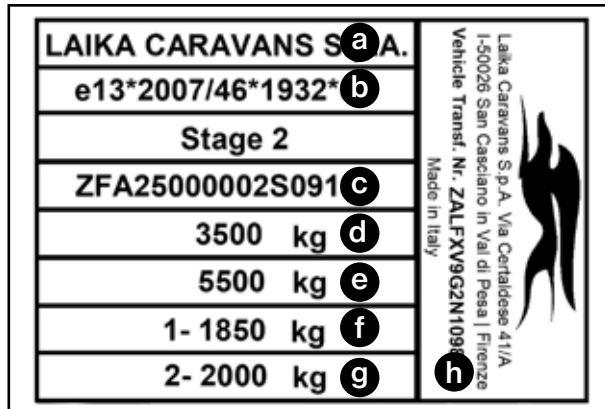 LAIKA CARAVANS S A.
a
e13*2007/46*1932*
b
Stage 2
ZFA25000002S091
c
3500 kg
d
5500 kg
e
1- 1850 kg
f
2- 2000 kg
g
Laika Caravans S.p.A. Via Certaldese 41/A
I-50026 San Casciano in Val di Pesa | Firenze
Vehicle Transf. Nr. ZALFXV9G2N1098
Made in Italy
h